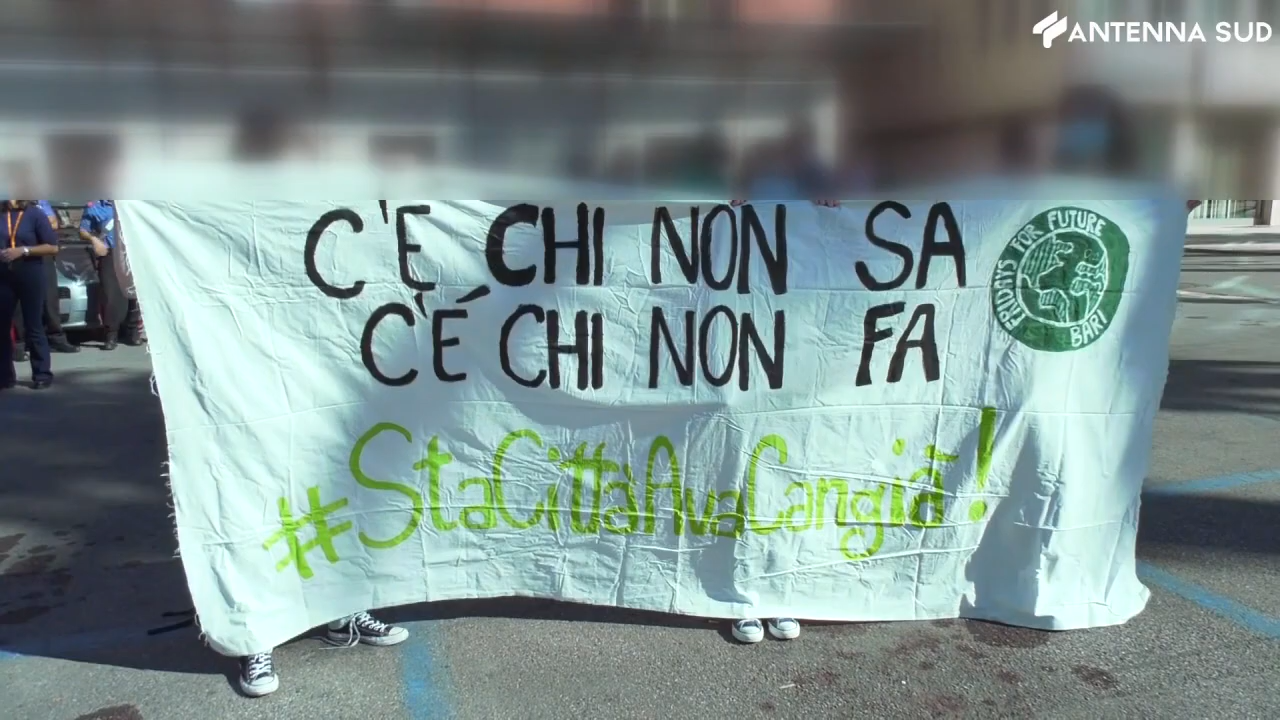 ANTENNA SUD
C'È CHI NON SA
C'É CHI NON FA
#StaCittàAvaCangià!
FRIDAYS FOR FUTURE
BARI